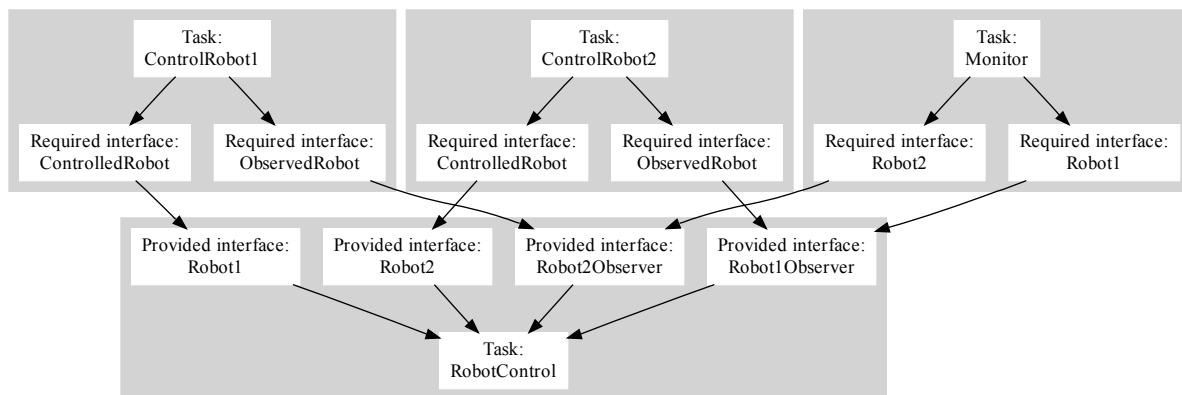 Task:
ControlRobot1
Task:
ControlRobot2
Task:
Monitor
Required interface:
ControlledRobot
Required interface:
ObservedRobot
Required interface:
ControlledRobot
Required interface:
ObservedRobot
Required interface:
Robot2
Required interface:
Robot1
Provided interface:
Robot1
Provided interface:
Robot2
Provided interface:
Robot2Observer
Provided interface:
Robot1Observer
Task:
RobotControl